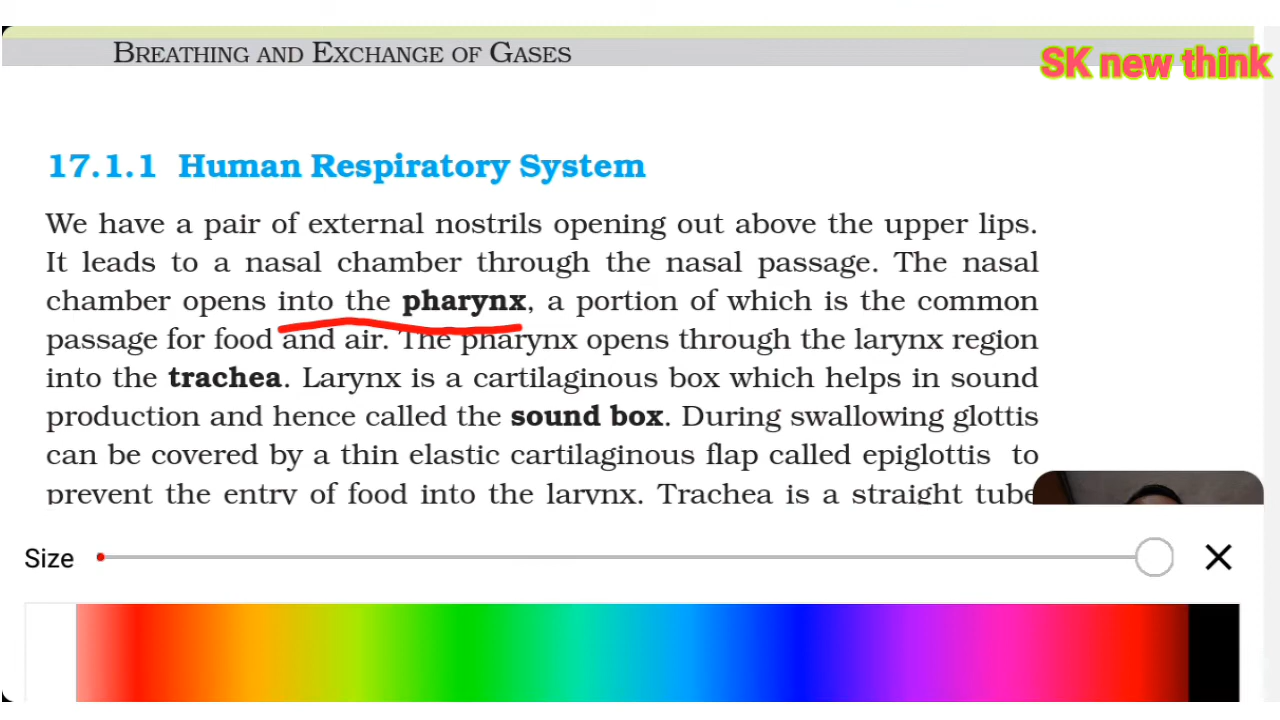 BREATHING AND EXCHANGE OF GASES
SK new think
17.1.1 Human Respiratory System
We have a pair of external nostrils opening out above the upper lips.
It leads to a nasal chamber through the nasal passage. The nasal
chamber opens into the pharynx, a portion of which is the common
passage for food and air. The pharynx opens through the larynx region
into the trachea. Larynx is a cartilaginous box which helps in sound
production and hence called the sound box. During swallowing glottis
can be covered by a thin elastic cartilaginous flap called epiglottis to
prevent the entry of food into the larynx. Trachea is a straight tube
Size